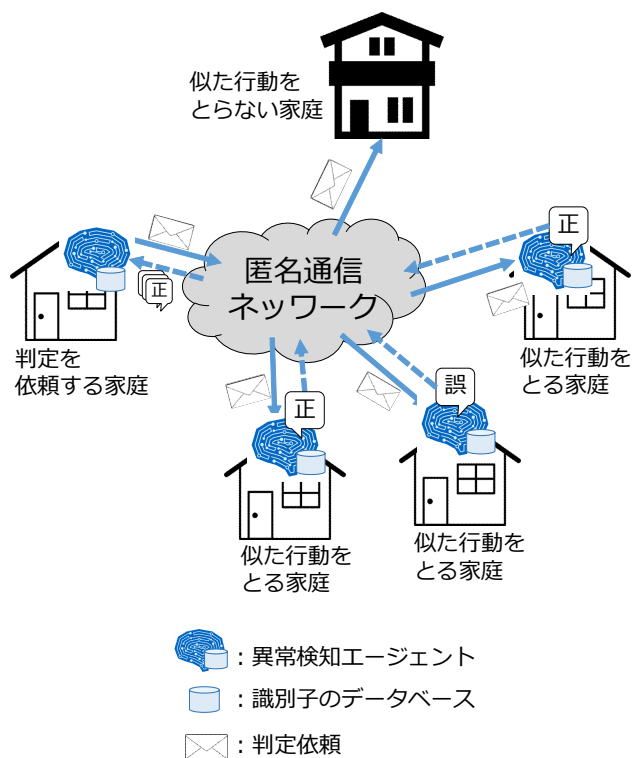 似た行動を
とらない家庭
匿名通信
ネットワーク
正
正
判定を
依頼する家庭
似た行動を
とる家庭
正
誤
似た行動を
とる家庭
似た行動を
とる家庭
：異常検知エージェント
：識別子のデータベース
：判定依頼